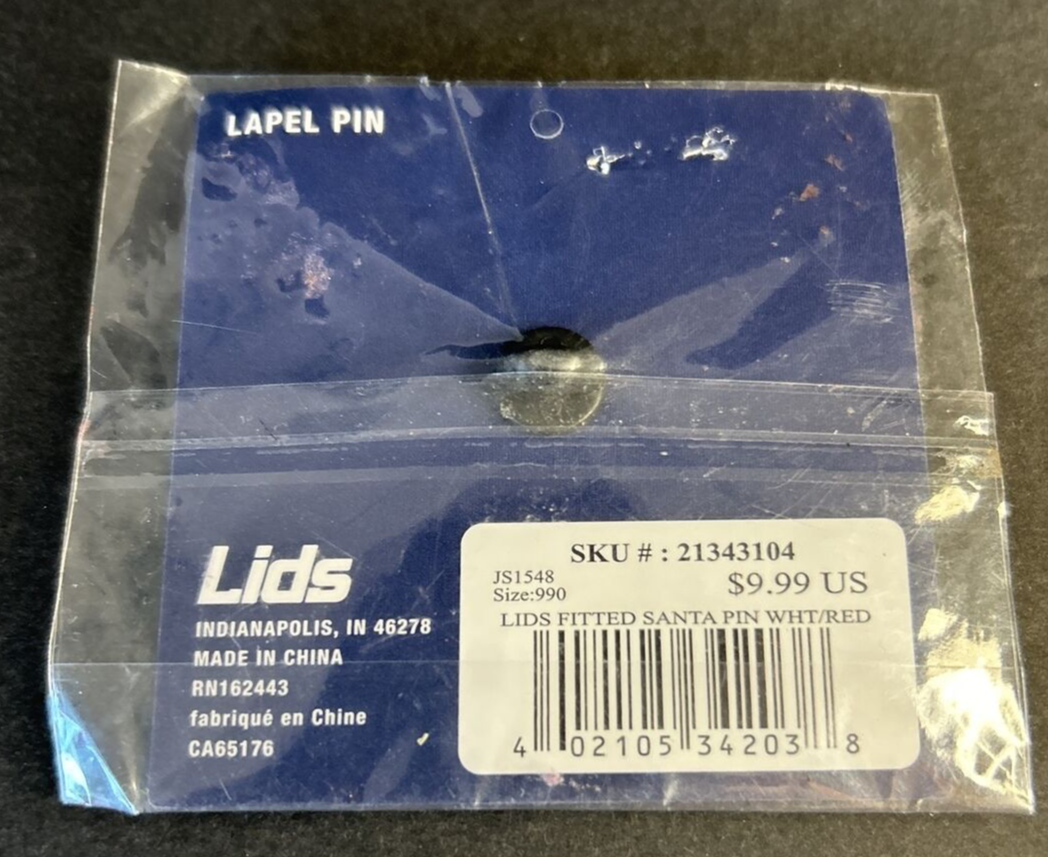 LAPEL PIN
Lids
INDIANAPOLIS, IN 46278
MADE IN CHINA
RN162443
fabriqué en Chine
CA65176
SKU # : 21343104
JS1548
$9.99 US
Size:990
LIDS FITTED SANTA PIN WHT/RED
4 02105 34203 8